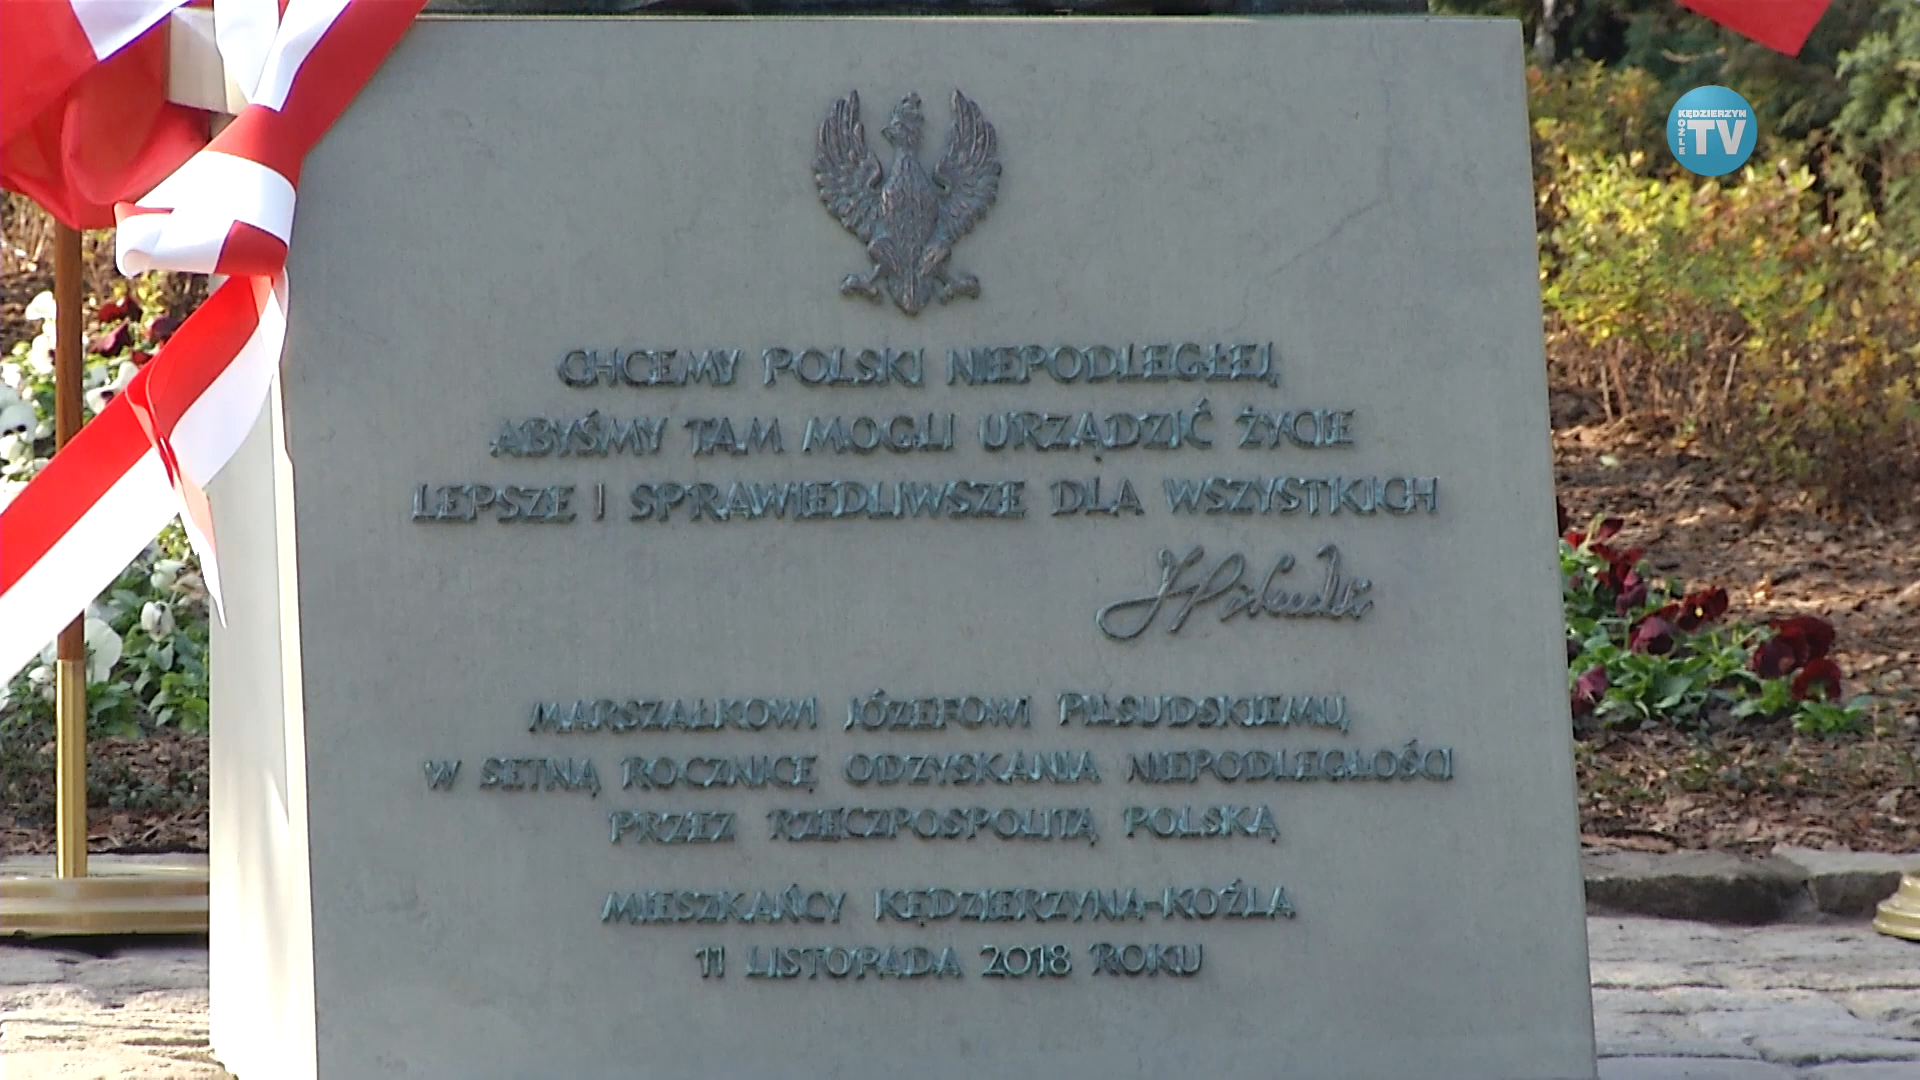 KĘDZIERZYN
KOŹLE
TV
CHCEMY POLSKI NIEPODLEGŁEJ,
ABYŚMY TAM MOGLI URZĄDZIĆ ŻYCIE
LEPSZE I SPRAWIEDLIWSZE DLA WSZYSTKICH
J Piłsudski
MARSZAŁKOWI JÓZEFOWI PIŁSUDSKIEMU,
W SETNĄ ROCZNICĘ ODZYSKANIA NIEPODLEGŁOŚCI
PRZEZ RZECZPOSPOLITĄ POLSKĄ
MIESZKAŃCY KĘDZIERZYNA-KOŹLA
11 LISTOPADA 2018 ROKU